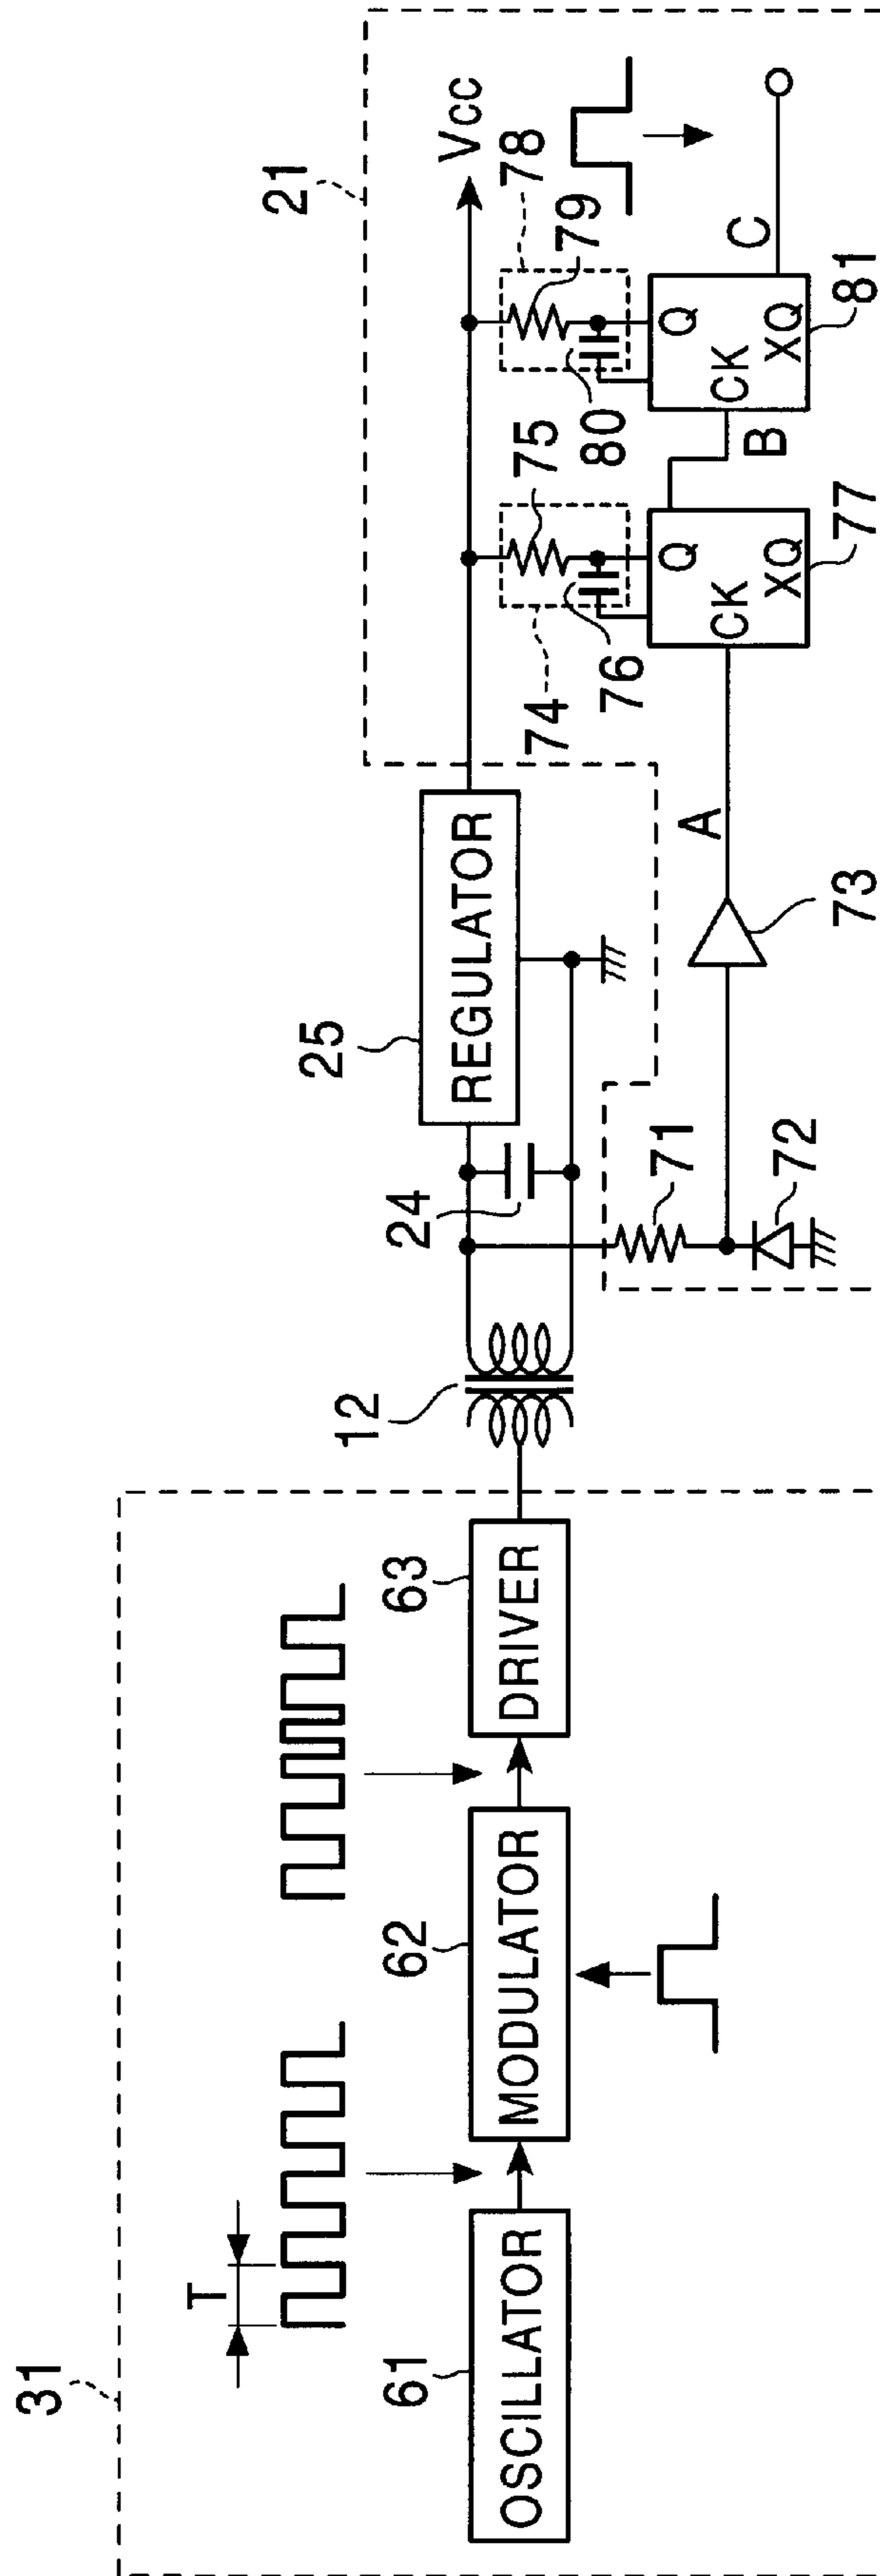 31
T
61
OSCILLATOR
62
MODULATOR
63
DRIVER
12
24
25
REGULATOR
71
72
73
A
21
Vcc
74
75
76
77
Q
CK
XQ
B
78
79
80
81
Q
CK
XQ
C